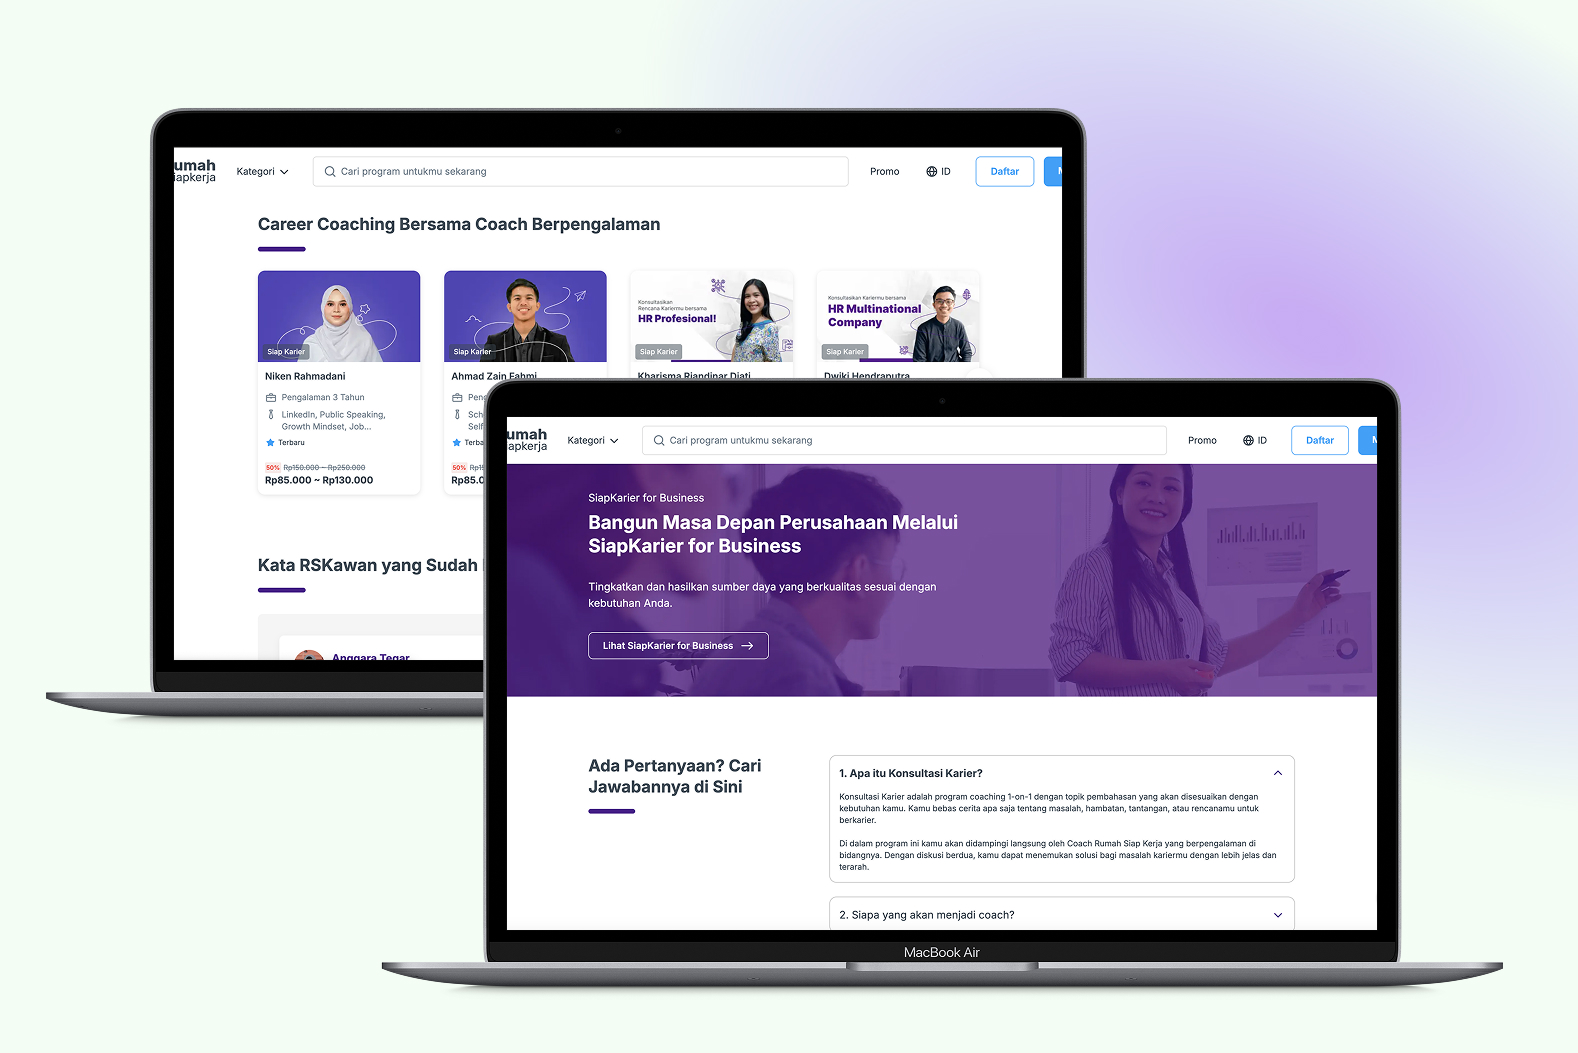 umah
iapkerja
Kategori
Cari program untukmu sekarang
Promo
ID
Daftar
Career Coaching Bersama Coach Berpengalaman
Siap Karier
Niken Rahmadani
Pengalaman 3 Tahun
LinkedIn, Public Speaking,
Growth Mindset, Job...
Terbaru
50% Rp150.000 ~ Rp250.000
Rp85.000 ~ Rp130.000
Siap Karier
Ahmad Zain Fahmi
Peng
Sch
Self
Terba
50% Rp1
Rp85.0
Konsultasikan
Rencana Kariermu bersama
HR Profesional!
Siap Karier
Kharisma Riandinar Diati
Konsultasikan Kariermu bersama
HR Multinational
Company
Siap Karier
Dwiki Hendraputra
Kata RSKawan yang Sudah
Anggara Tegar
umah
apkerja
Kategori
Cari program untukmu sekarang
Promo
ID
Daftar
SiapKarier for Business
Bangun Masa Depan Perusahaan Melalui
SiapKarier for Business
Tingkatkan dan hasilkan sumber daya yang berkualitas sesuai dengan
kebutuhan Anda.
Lihat SiapKarier for Business
Ada Pertanyaan? Cari
Jawabannya di Sini
1. Apa itu Konsultasi Karier?
Konsultasi Karier adalah program coaching 1-on-1 dengan topik pembahasan yang akan disesuaikan dengan
kebutuhan kamu. Kamu bebas cerita apa saja tentang masalah, hambatan, tantangan, atau rencanamu untuk
berkarier.
Di dalam program ini kamu akan didampingi langsung oleh Coach Rumah Siap Kerja yang berpengalaman di
bidangnya. Dengan diskusi berdua, kamu dapat menemukan solusi bagi masalah kariermu dengan lebih jelas dan
terarah.
2. Siapa yang akan menjadi coach?
MacBook Air